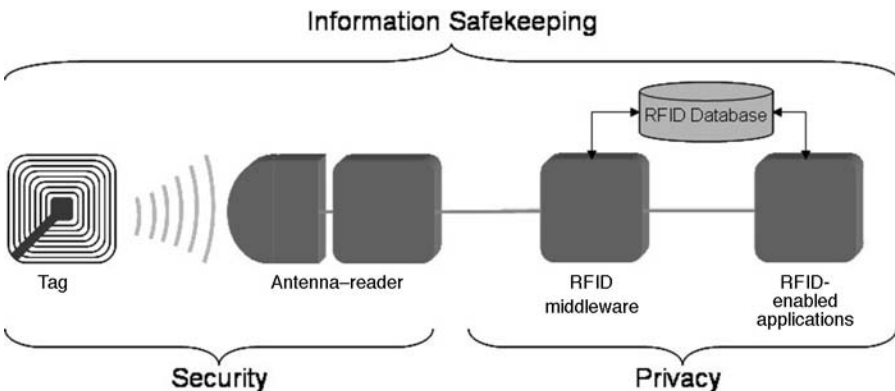 Information Safekeeping
RFID Database
Tag
Antenna–reader
RFID
middleware
RFID-
enabled
applications
Security
Privacy